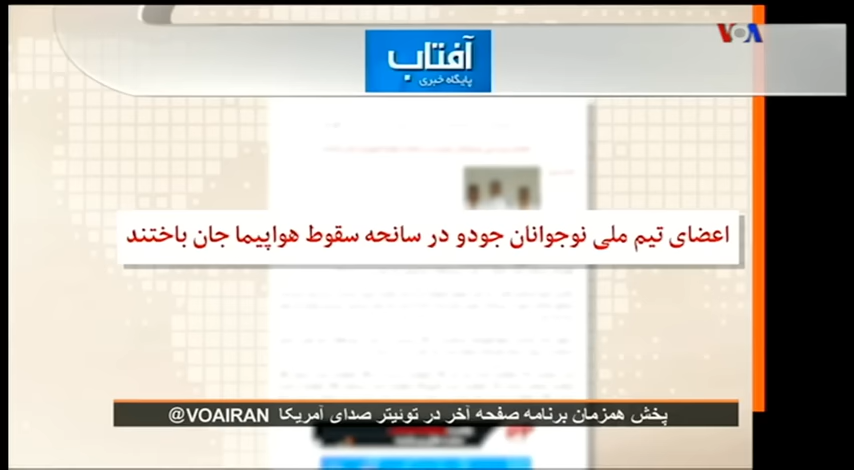 VOA
آفتاب
پایگاه خبری
اعضای تیم ملی نوجوانان جودو در سانحه سقوط هواپیما جان باختند
پخش همزمان برنامه صفحه آخر در توئیتر صدای آمریکا @VOAIRAN